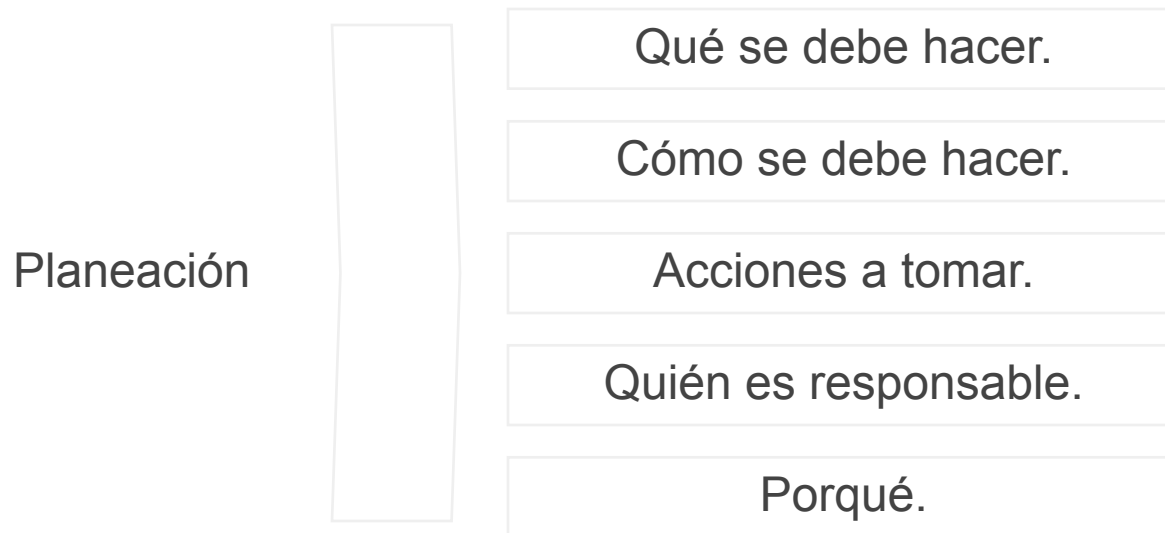 Planeación
Qué se debe hacer.
Cómo se debe hacer.
Acciones a tomar.
Quién es responsable.
Porqué.